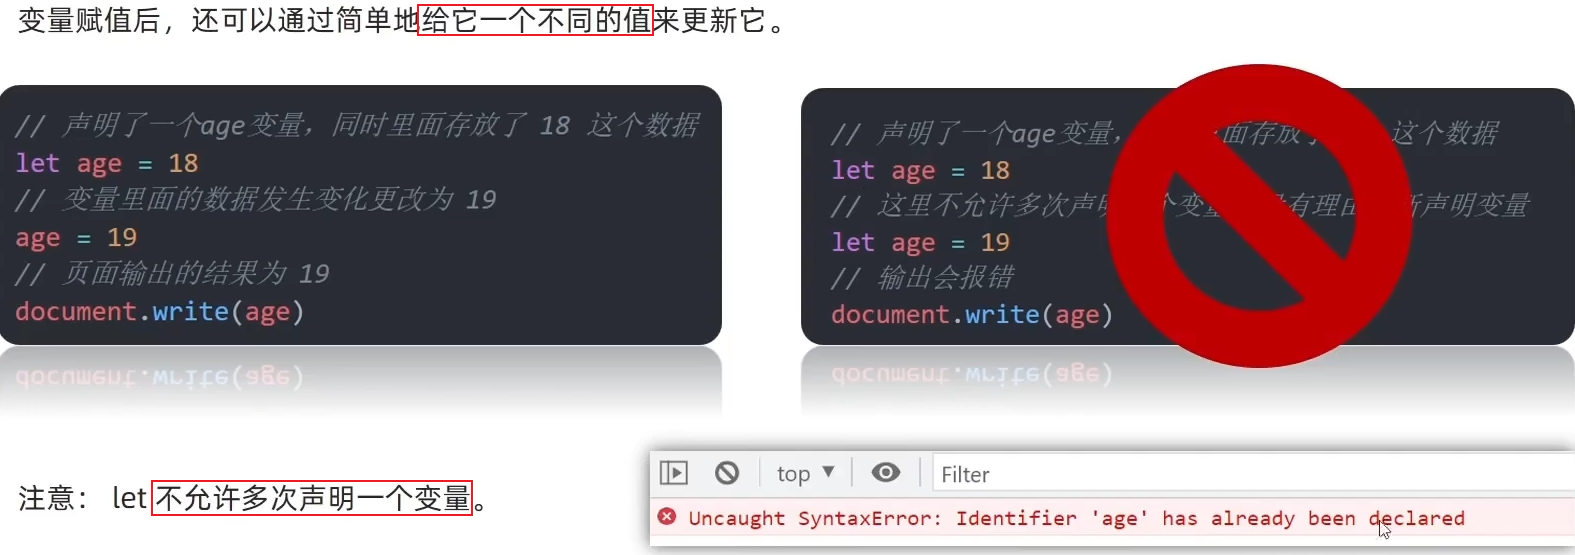 变量赋值后，还可以通过简单地给它一个不同的值来更新它。
// 声明了一个age变量，同时里面存放了 18 这个数据
let age = 18
// 变量里面的数据发生变化更改为 19
age = 19
// 页面输出的结果为 19
document.write(age)
// 声明了一个age变量，面存放了 这个数据
let age = 18
// 这里不允许多次声明个变量有理由新声明变量
let age = 19
// 输出会报错
document.write(age)
注意： let 不允许多次声明一个变量。
top
Filter
Uncaught SyntaxError: Identifier 'age' has already been declared